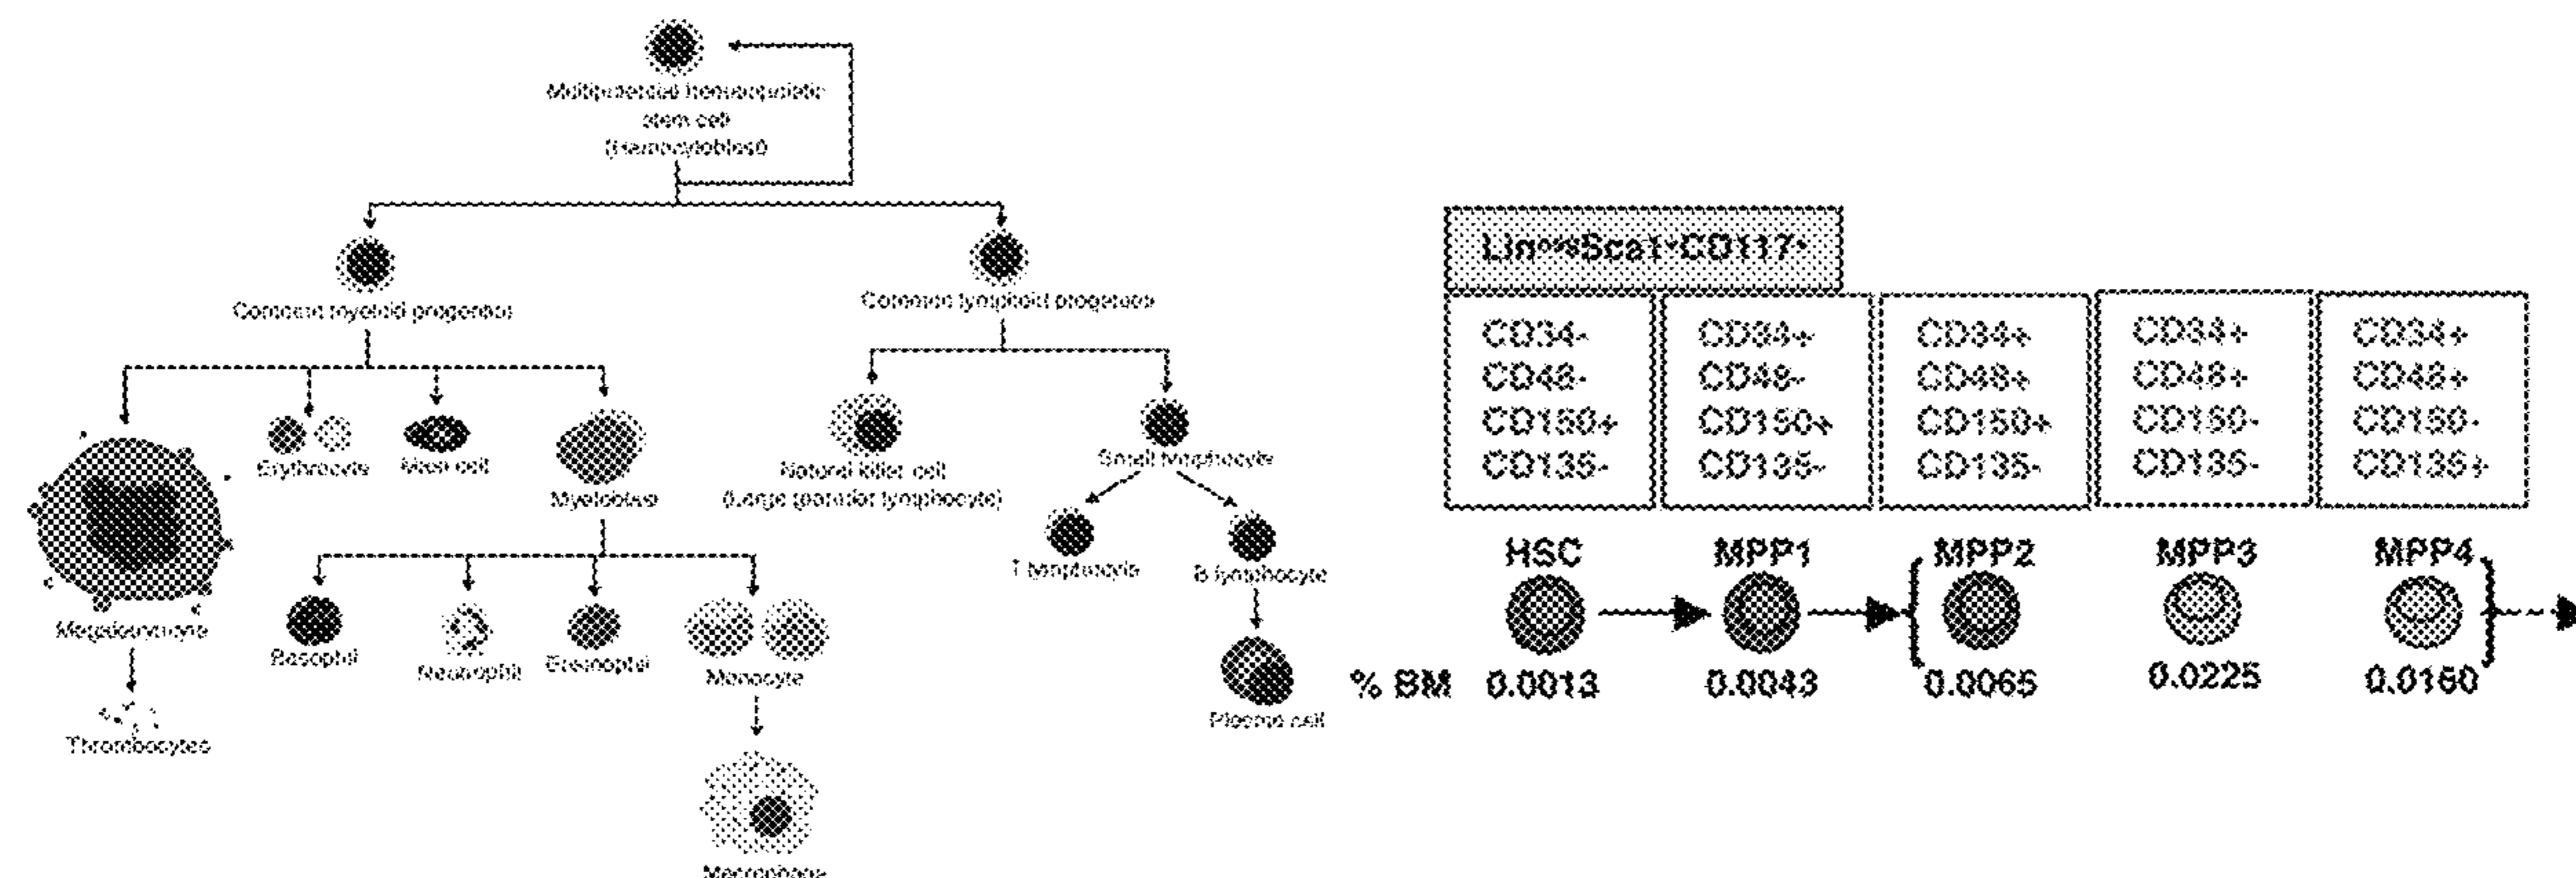 Multipotential hematopoietic
stem cell
(Hemocytoblast)
Common myeloid progenitor
Common lymphoid progenitor
Erythrocyte
Mast cell
Myeloblast
Natural killer cell
(Large granular lymphocyte)
Small lymphocyte
T lymphocyte
B lymphocyte
Megakaryocyte
Basophil
Neutrophil
Eosinophil
Monocyte
Plasma cell
Thrombocytes
Macrophage
Lin Sca1+CD117+
CD34-
CD48-
CD150+
CD135-
CD34+
CD48-
CD150+
CD135-
CD34+
CD48+
CD150+
CD135-
CD34+
CD48+
CD150-
CD135-
CD34+
CD48+
CD150-
CD135+
HSC MPP1 MPP2 MPP3 MPP4
% BM 0.0013 0.0043 0.0065 0.0225 0.0160